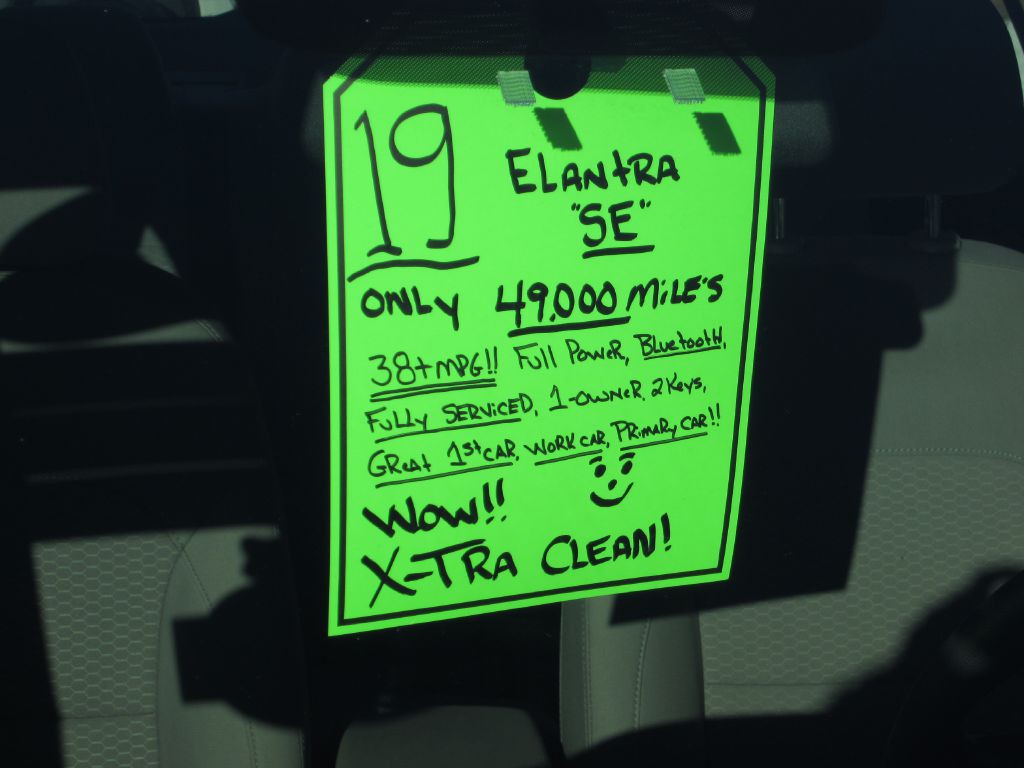 19
ELantRA
"SE"
ONLY 49,000 MiLE'S
38+MPG!! Full PoweR, BluetootH,
FuLLy SERViCED, 1-OWNER, 2 Keys,
GReat 1st CAR, WORK CAR, PRimARy CAR!!
WOW!!
X-TRA CLEAN!